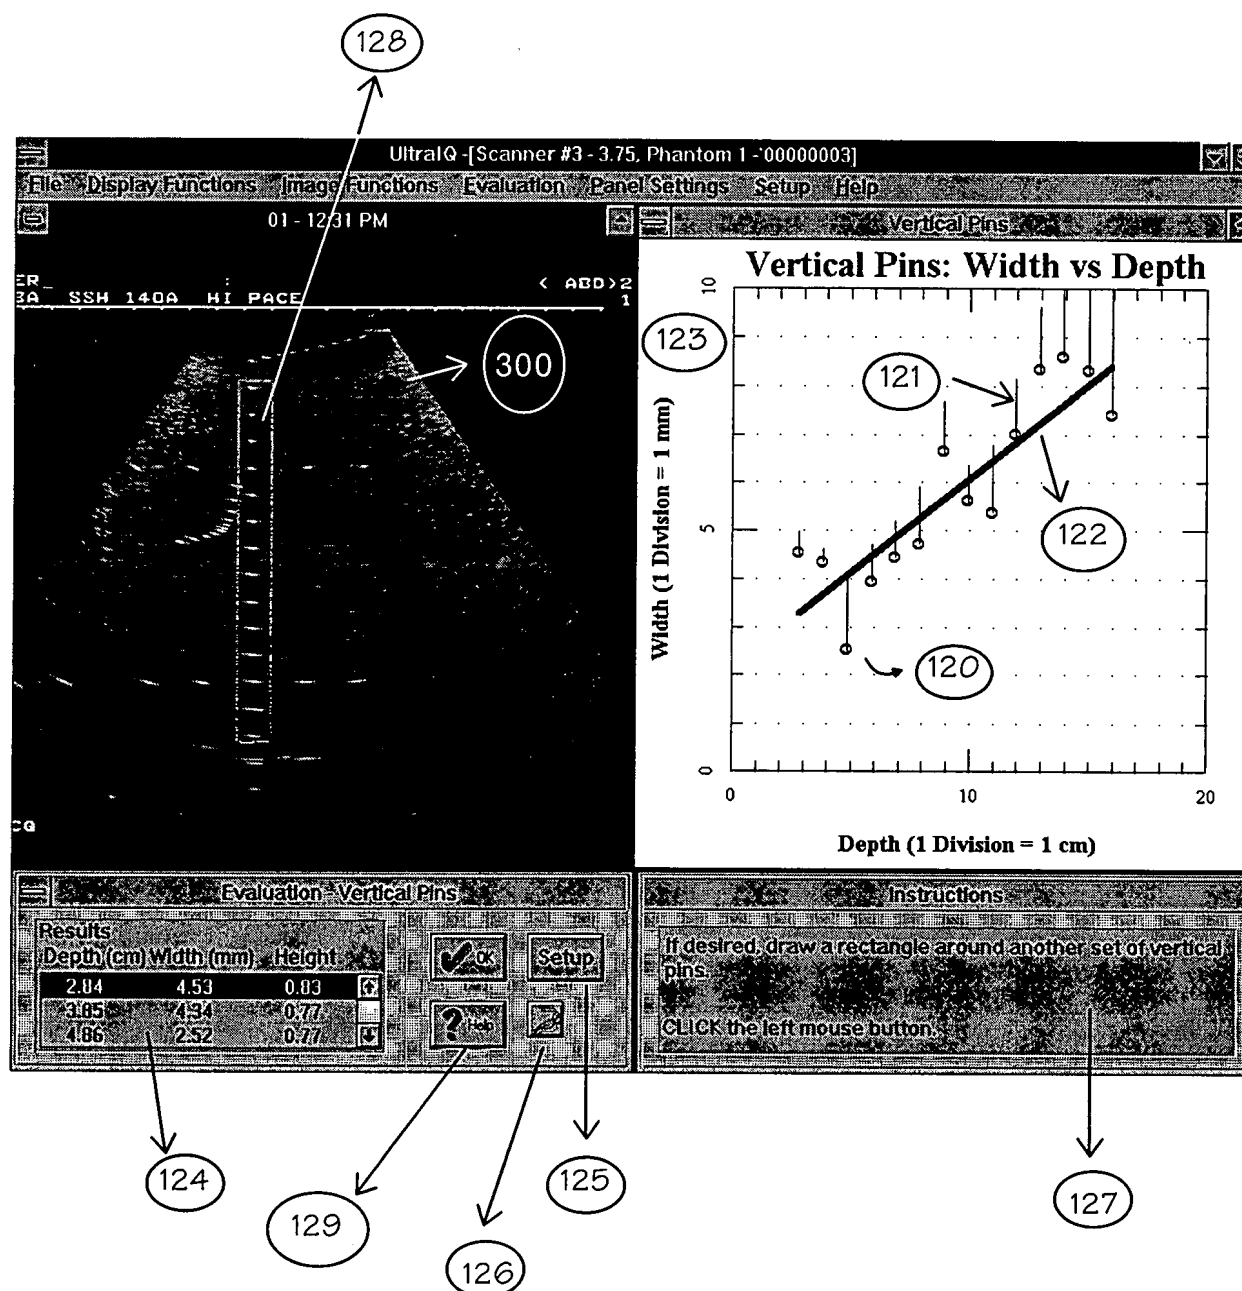 128
UltraIQ -[Scanner #3 - 3.75, Phantom 1 -'00000003]
File Display Functions Image Functions Evaluation Panel Settings Setup Help
01 - 12:31 PM
Vertical Pins
ER_ : < ABD>2
3A SSH 140A HI PACE 1
300
CQ
Vertical Pins: Width vs Depth
123
121
122
120
Width (1 Division = 1 mm)
10
5
0
0 10 20
Depth (1 Division = 1 cm)
Evaluation - Vertical Pins
Results
Depth (cm) Width (mm) Height
2.84 4.53 0.83
3.85 4.34 0.77
4.86 2.52 0.77
OK
Setup
Help
Instructions
If desired, draw a rectangle around another set of vertical
pins.
CLICK the left mouse button.
124
129
126
125
127